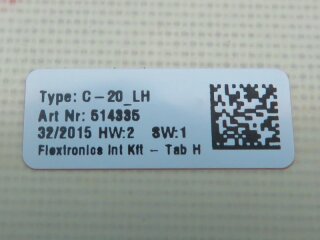 Type: C-20_LH
Art Nr: 514335
32/2015 HW:2 SW:1
Flextronics Int Kft - Tab H